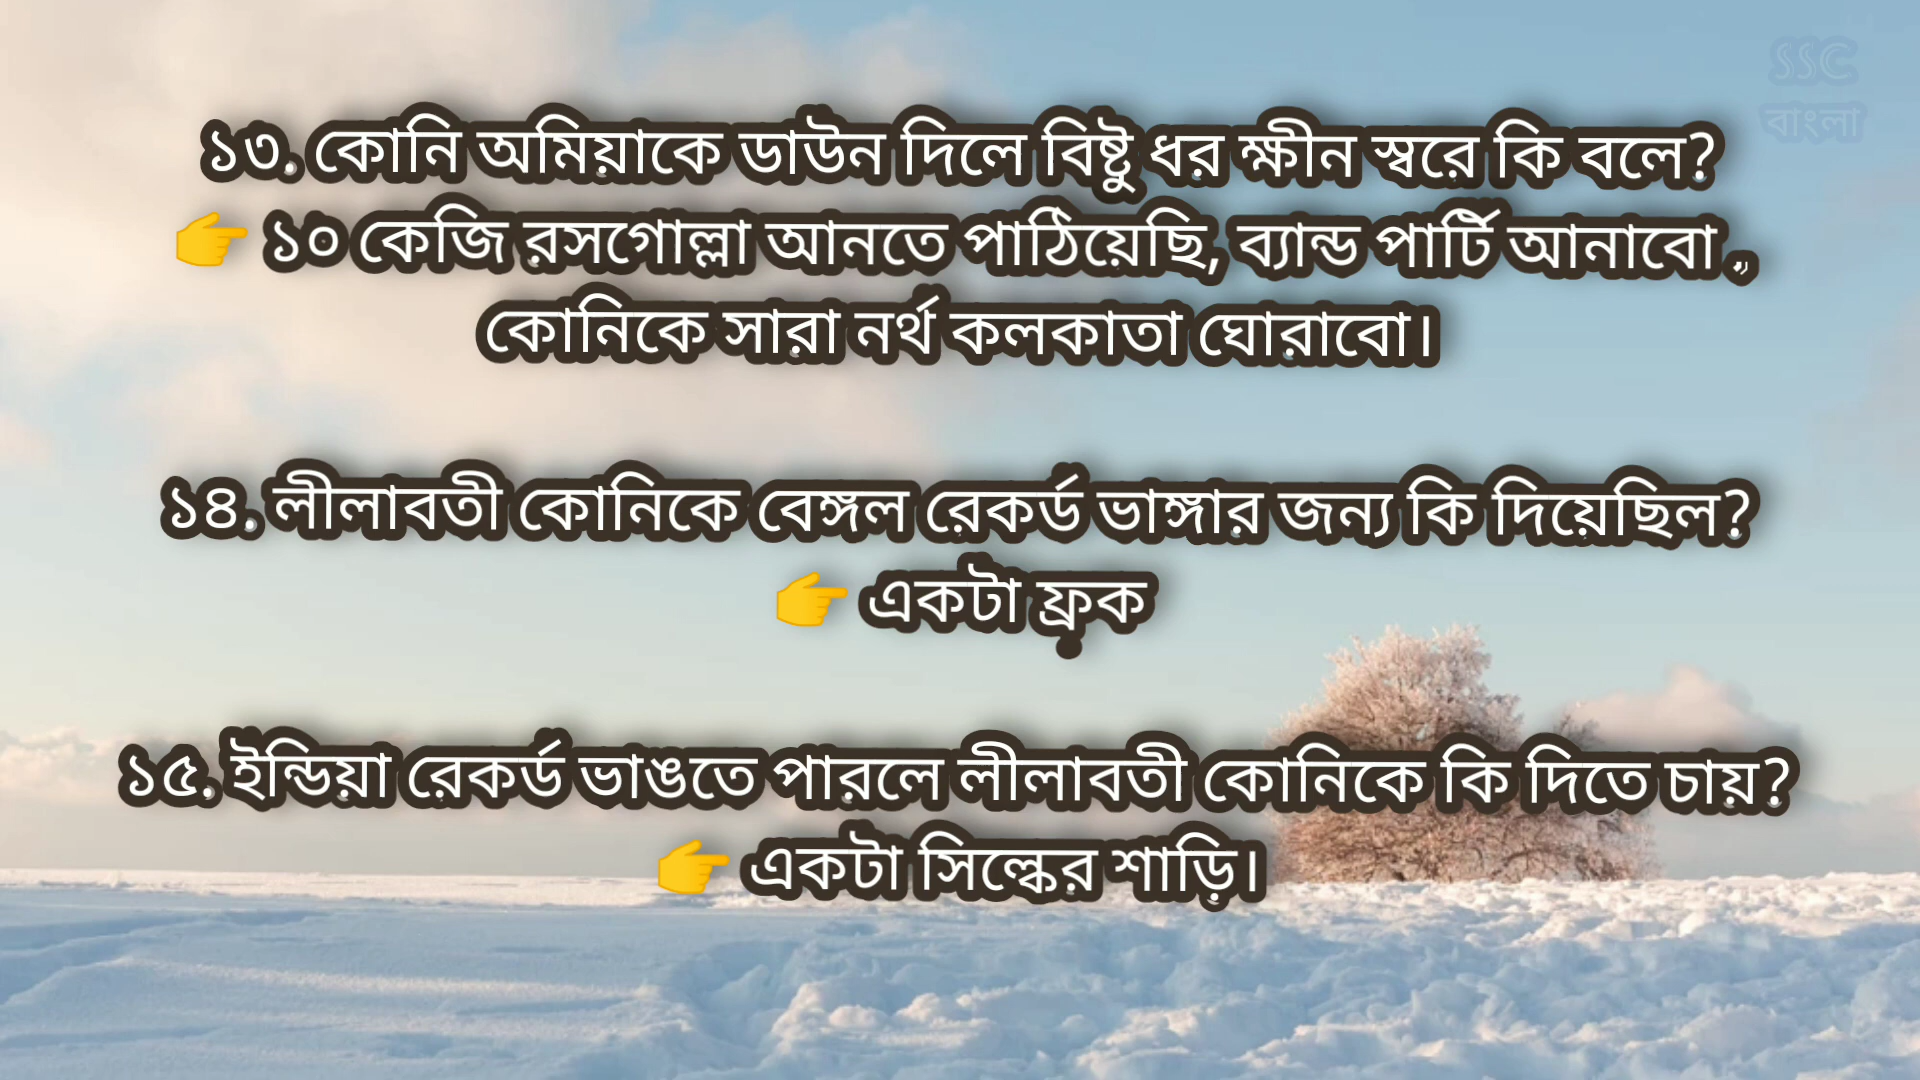 SSC
বাংলা
১৩. কোনি অমিয়াকে ডাউন দিলে বিষ্টু ধর ক্ষীন স্বরে কি বলে?
👉 ১০ কেজি রসগোল্লা আনতে পাঠিয়েছি, ব্যান্ড পার্টি আনাবো ,,
কোনিকে সারা নর্থ কলকাতা ঘোরাবো।
১৪. লীলাবতী কোনিকে বেঙ্গল রেকর্ড ভাঙ্গার জন্য কি দিয়েছিল?
👉 একটা ফ্রক
১৫. ইন্ডিয়া রেকর্ড ভাঙতে পারলে লীলাবতী কোনিকে কি দিতে চায়?
👉 একটা সিল্কের শাড়ি।